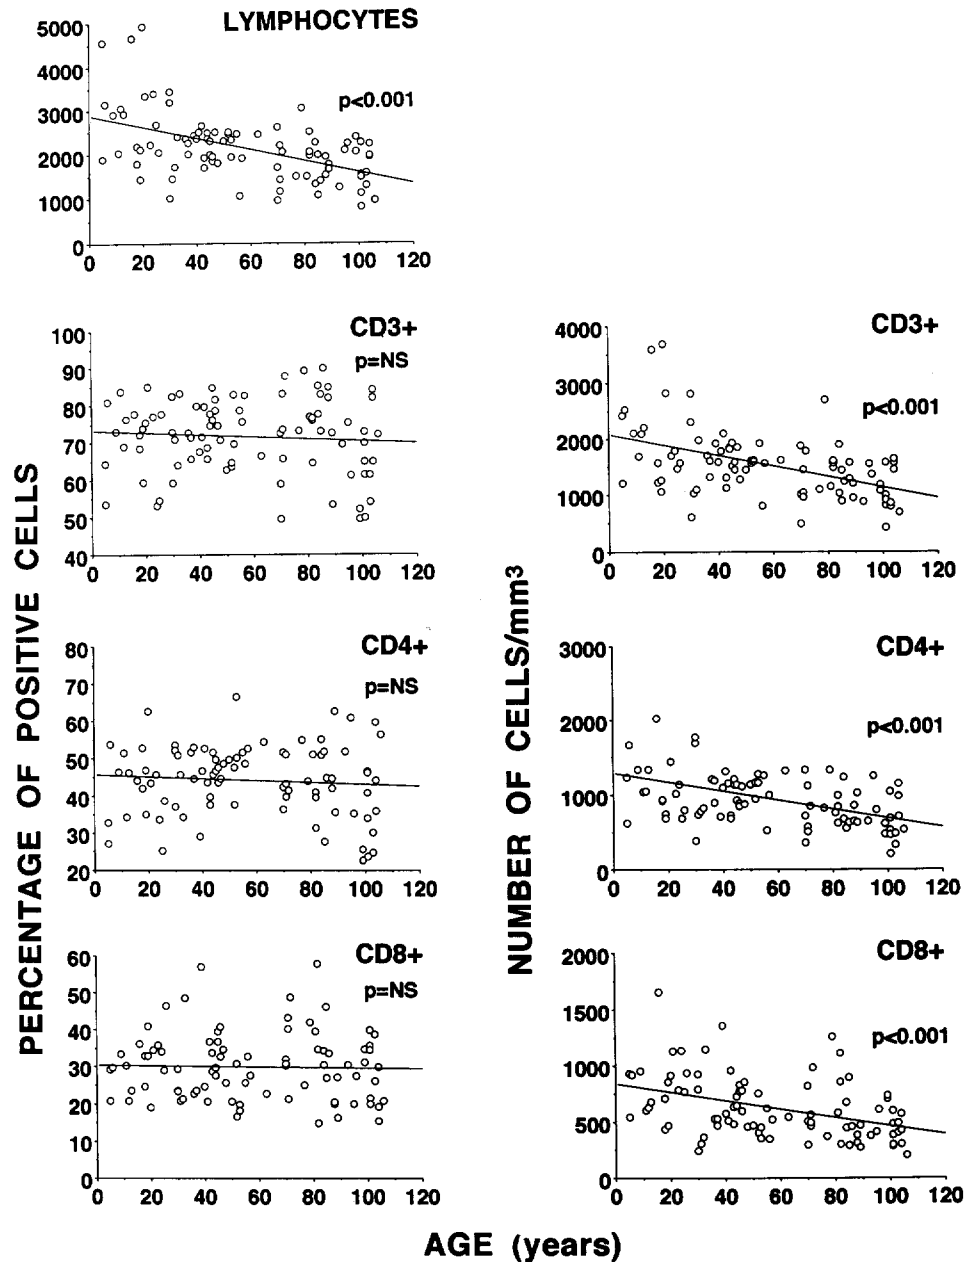 LYMPHOCYTES
p<0.001
5000
4000
3000
2000
1000
0
0 20 40 60 80 100 120
PERCENTAGE OF POSITIVE CELLS
CD3+
p=NS
100
90
80
70
60
50
40
0 20 40 60 80 100 120
CD4+
p=NS
80
70
60
50
40
30
20
0 20 40 60 80 100 120
CD8+
p=NS
60
50
40
30
20
10
0
0 20 40 60 80 100 120
NUMBER OF CELLS/mm³
CD3+
p<0.001
4000
3000
2000
1000
0
0 20 40 60 80 100 120
CD4+
p<0.001
3000
2000
1000
0
0 20 40 60 80 100 120
CD8+
p<0.001
2000
1500
1000
500
0
0 20 40 60 80 100 120
AGE (years)